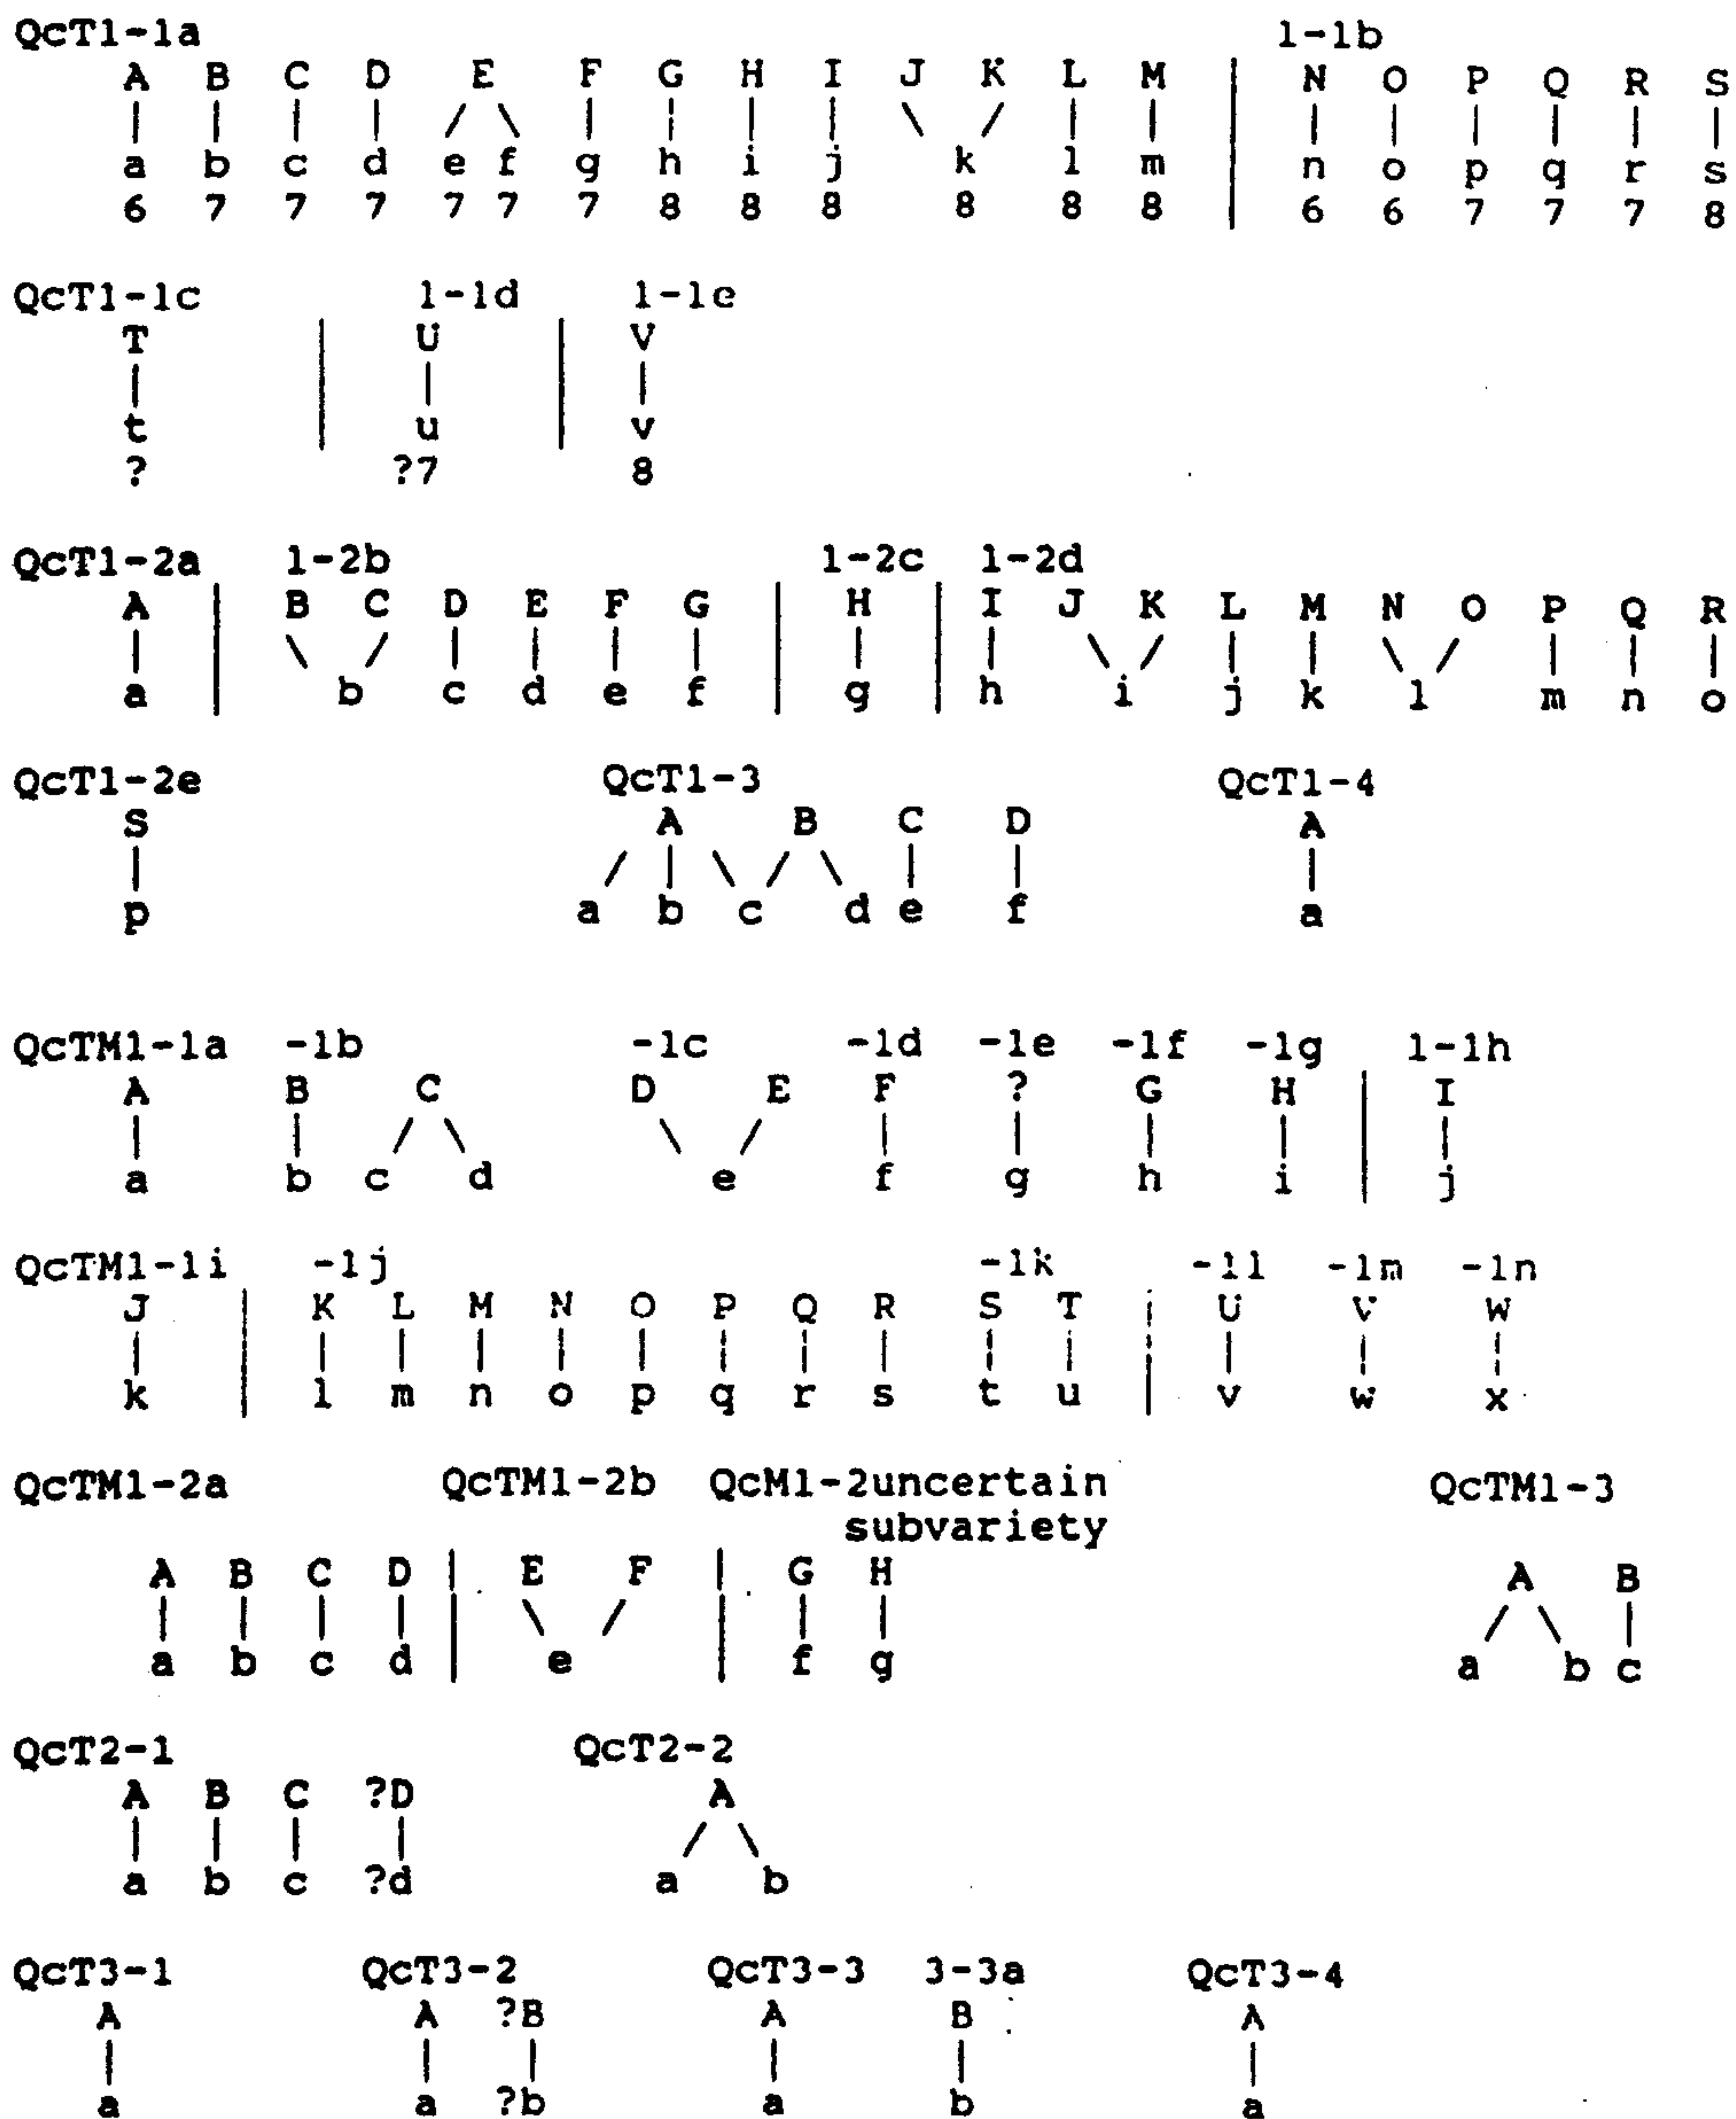 QcT1-1a 1-1b
A B C D E F G H I J K L M N O P Q R S
a b c d e f g h i j k l m n o p q r s
6 7 7 7 7 7 7 8 8 8 8 8 8 6 6 7 7 7 8
QcT1-1c 1-1d 1-1e
T U V
t u v
? ?7 8
QcT1-2a 1-2b 1-2c 1-2d
A B C D E F G H I J K L M N O P Q R
a b c d e f g h i j k l m n o
QcT1-2e QcT1-3 QcT1-4
S A B C D A
p a b c d e f a
QcTM1-1a -1b -1c -1d -1e -1f -1g 1-1h
A B C D E F ? G H I
a b c d e f g h i j
QcTM1-1i -1j -1k -1l -1m -1n
J K L M N O P Q R S T U V W
k l m n o p q r s t u v w x
QcTM1-2a QcTM1-2b QcM1-2uncertain QcTM1-3
subvariety
A B C D E F G H A B
a b c d e f g a b c
QcT2-1 QcT2-2
A B C ?D A
a b c ?d a b
QcT3-1 QcT3-2 QcT3-3 3-3a QcT3-4
A A ?B A B A
a a ?b a b a